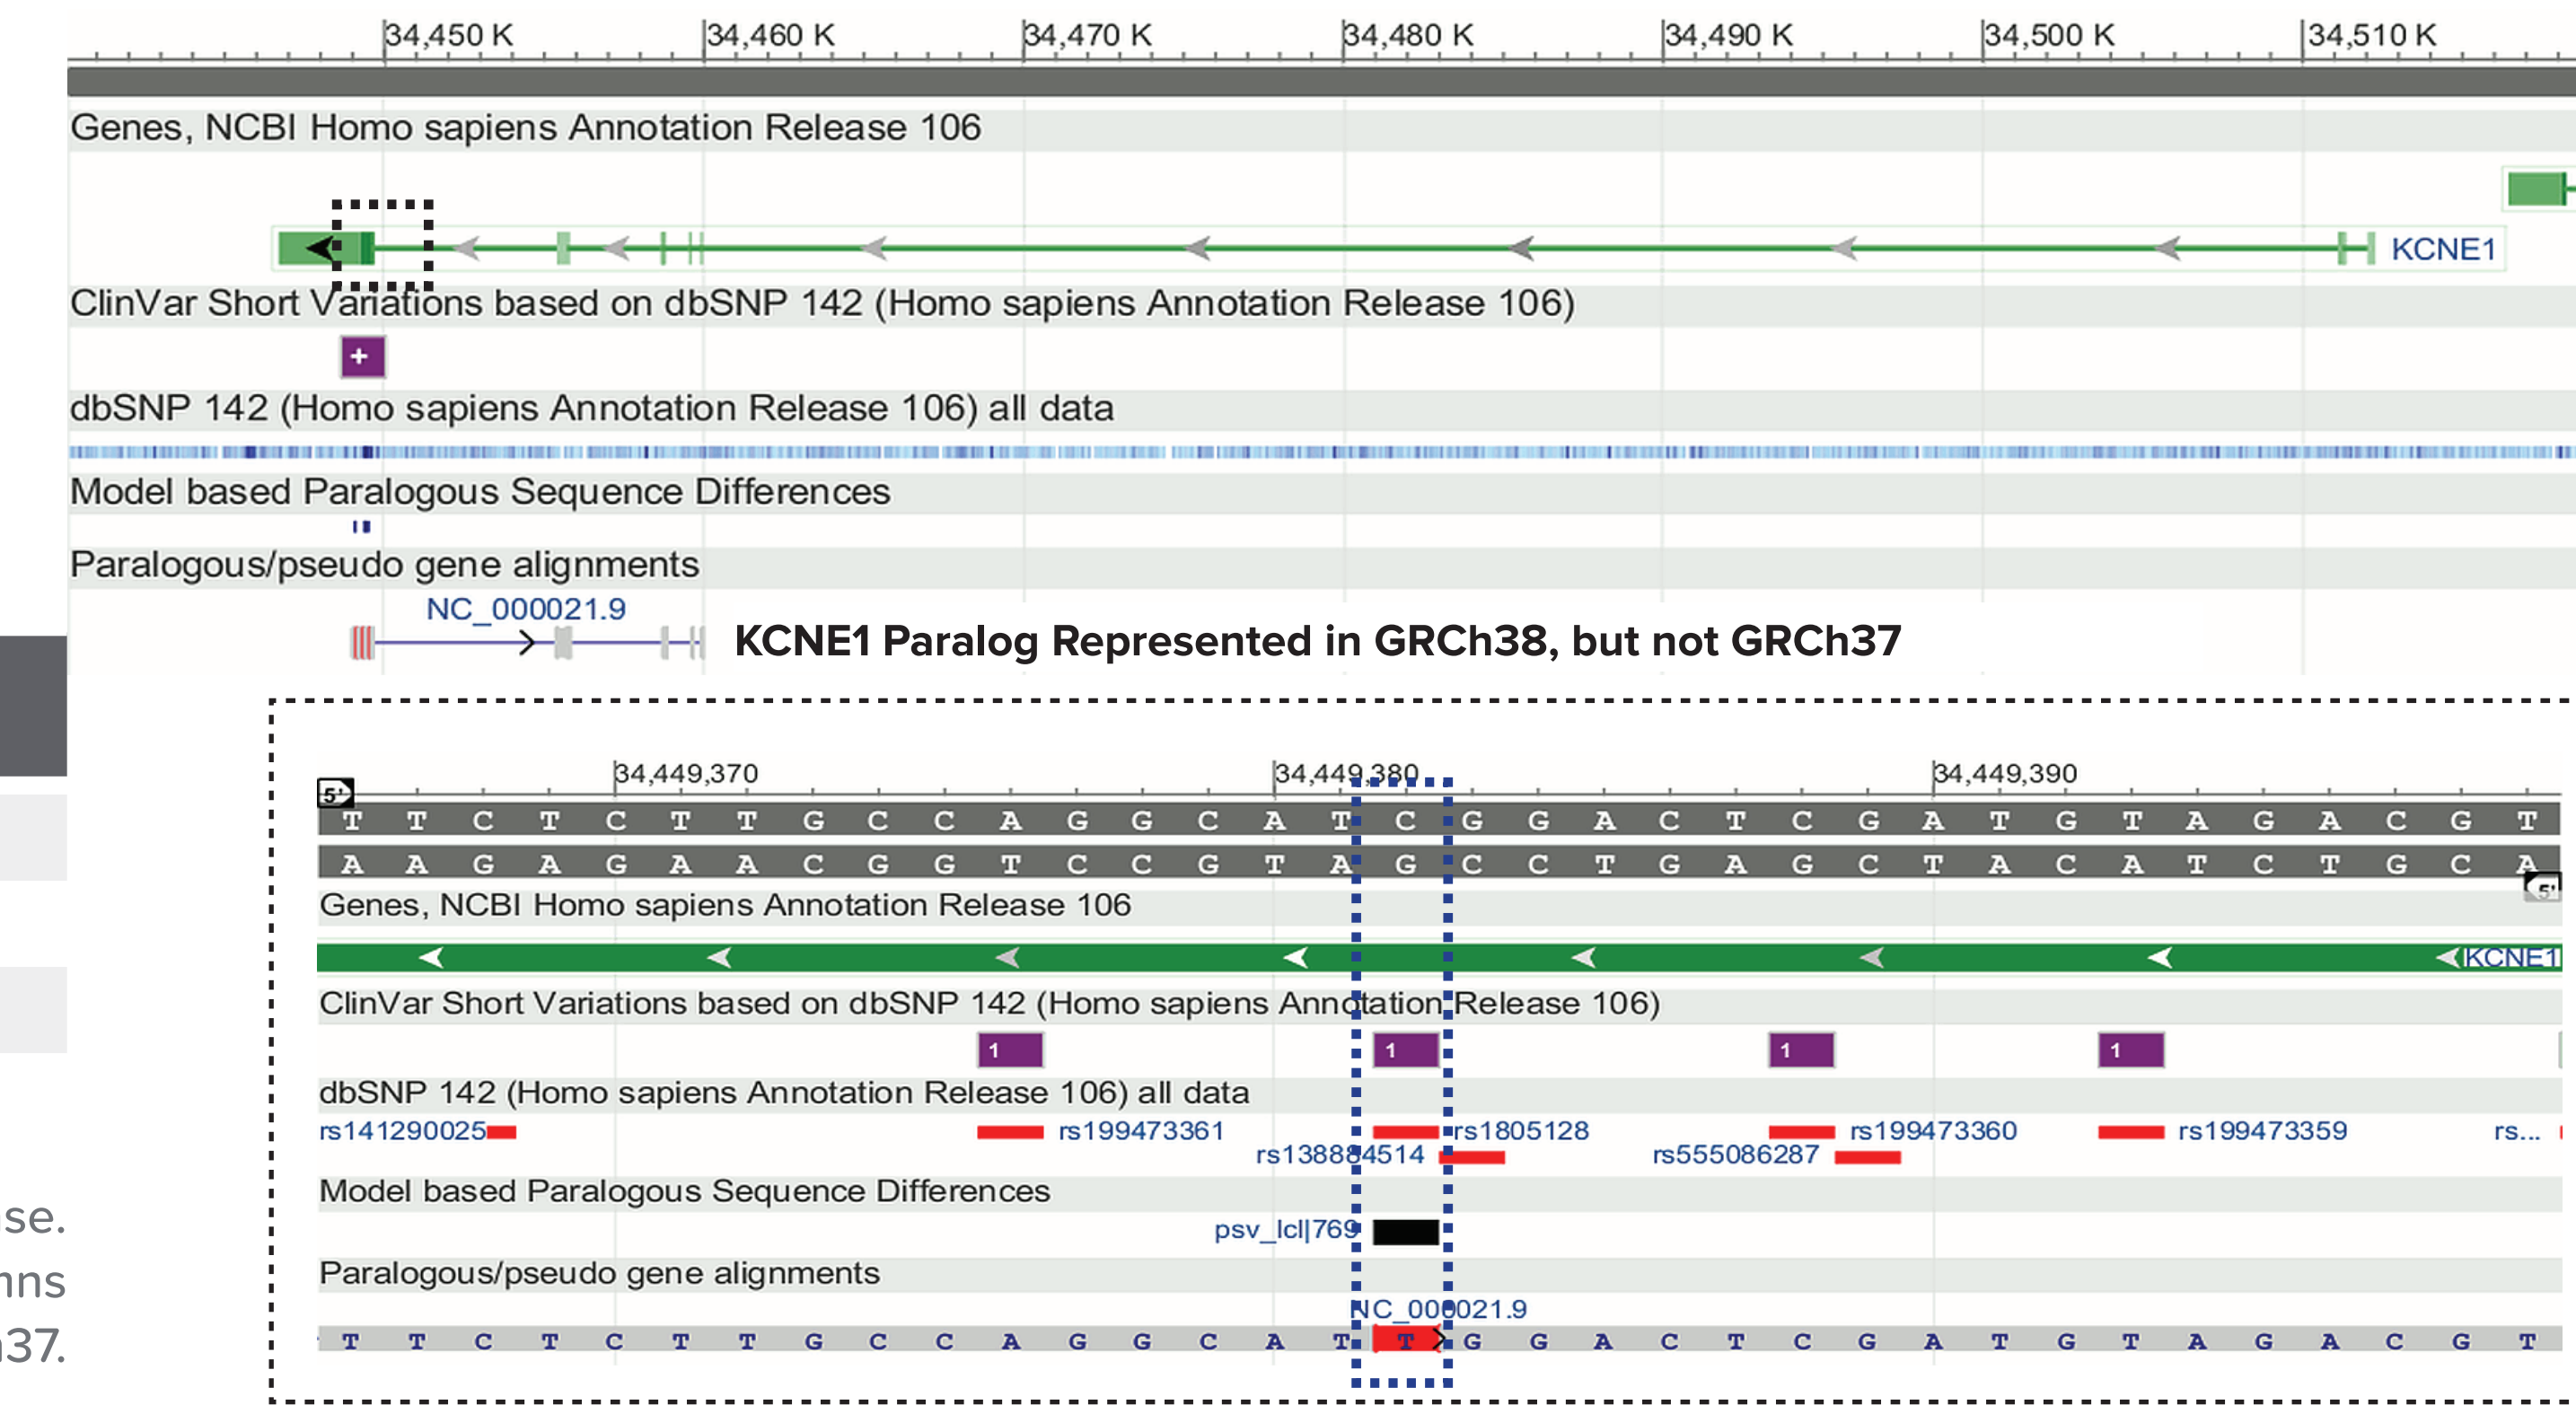 34,450 K 34,460 K 34,470 K 34,480 K 34,490 K 34,500 K 34,510 K
Genes, NCBI Homo sapiens Annotation Release 106
KCNE1
ClinVar Short Variations based on dbSNP 142 (Homo sapiens Annotation Release 106)
+
dbSNP 142 (Homo sapiens Annotation Release 106) all data
Model based Paralogous Sequence Differences
Paralogous/pseudo gene alignments
NC_000021.9
KCNE1 Paralog Represented in GRCh38, but not GRCh37
34,449,370 34,449,380 34,449,390
5'
T T C T C T T G C C A G G C A T C G G A C T C G A T G T A G A C G T
A A G A G A A C G G T C C G T A G C C T G A G C T A C A T C T G C A
5'
Genes, NCBI Homo sapiens Annotation Release 106
KCNE1
ClinVar Short Variations based on dbSNP 142 (Homo sapiens Annotation Release 106)
1 1 1 1
dbSNP 142 (Homo sapiens Annotation Release 106) all data
rs141290025 rs199473361 rs1805128 rs199473360 rs199473359 rs...
rs138884514 rs555086287
Model based Paralogous Sequence Differences
psv_lcl|769
Paralogous/pseudo gene alignments
NC_000021.9
T T C T C T T G C C A G G C A T T G G A C T C G A T G T A G A C G T
se.
nns
37.